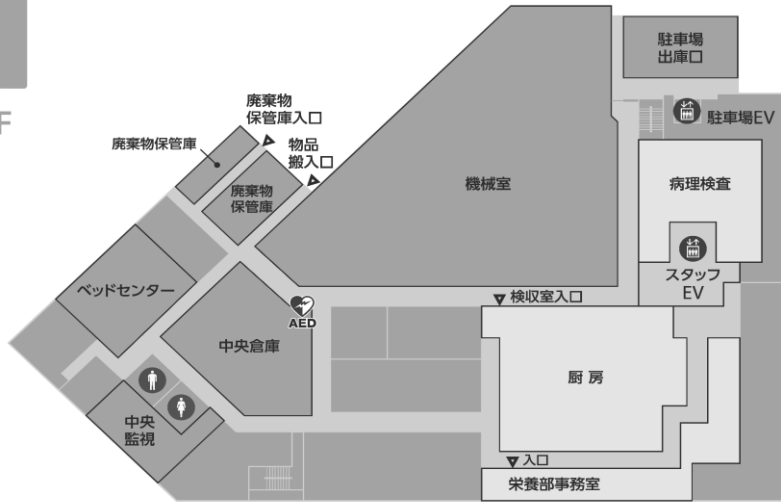 F
駐車場
出庫口
廃棄物
保管庫入口
駐車場EV
廃棄物保管庫
物品
搬入口
廃棄物
保管庫
機械室
病理検査
スタッフ
EV
ベッドセンター
検収室入口
AED
中央倉庫
厨房
中央
監視
入口
栄養部事務室